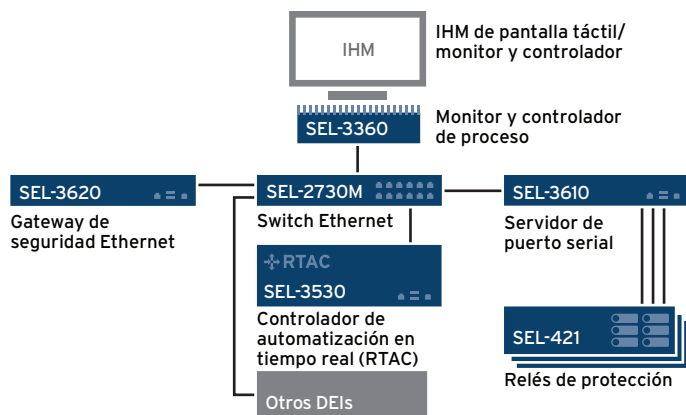 IHM
IHM de pantalla táctil/
monitor y controlador
SEL-3360
Monitor y controlador
de proceso
SEL-3620
Gateway de
seguridad Ethernet
SEL-2730M
Switch Ethernet
SEL-3610
Servidor de
puerto serial
RTAC
SEL-3530
Controlador de
automatización en
tiempo real (RTAC)
SEL-421
Relés de protección
Otros DEIs